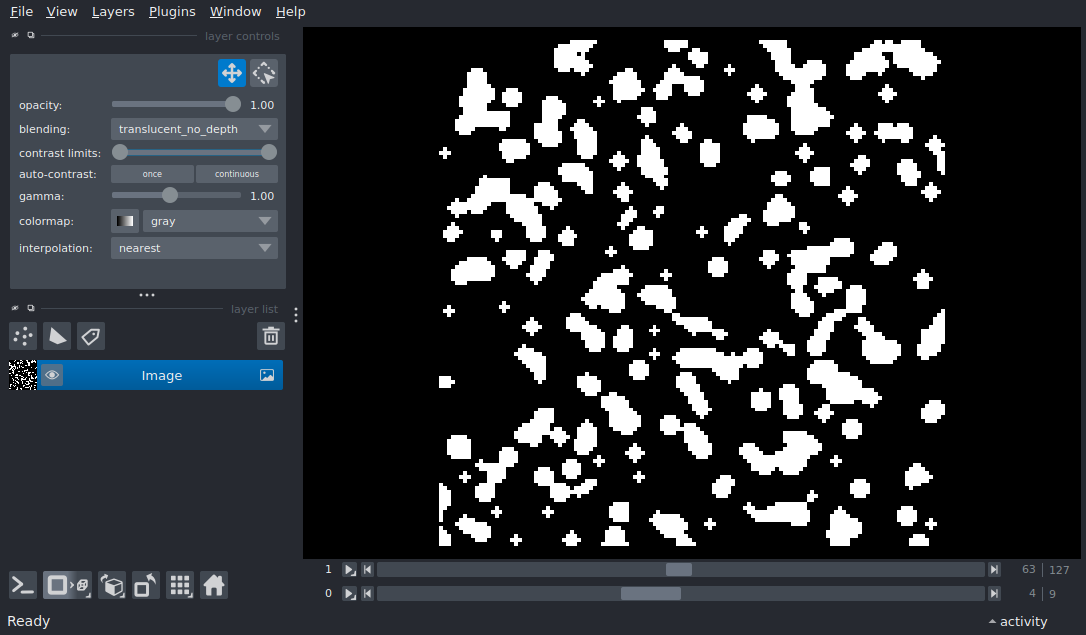 File View Layers Plugins Window Help
layer controls
opacity: 1.00
blending: translucent_no_depth
contrast limits:
auto-contrast: once continuous
gamma: 1.00
colormap: gray
interpolation: nearest
layer list
Image
1 63 127
0 4 9
Ready activity